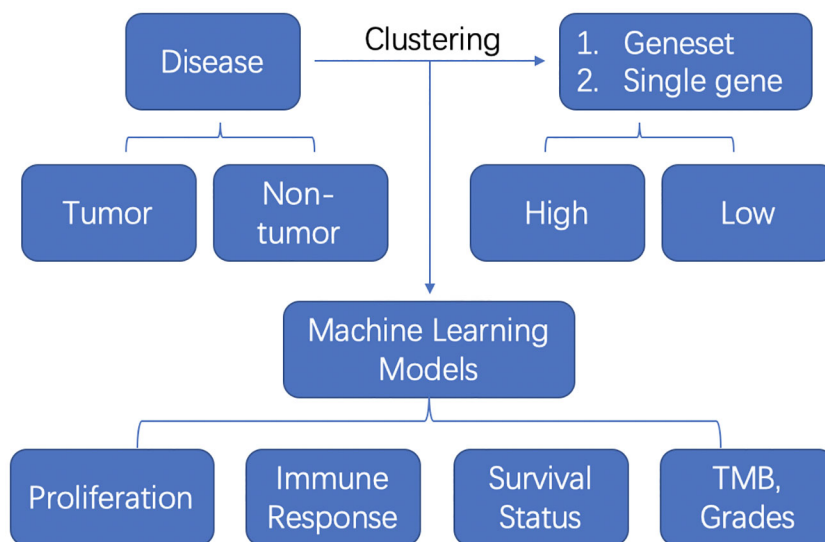 Disease
Clustering
1. Geneset
2. Single gene
Tumor
Non-
tumor
High
Low
Machine Learning
Models
Proliferation
Immune
Response
Survival
Status
TMB,
Grades